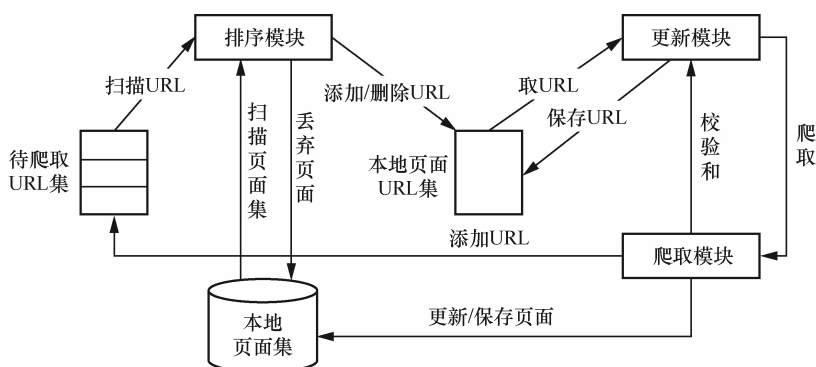 排序模块
更新模块
扫描URL
添加/删除URL
取URL
保存URL
扫描页面集
丢弃页面
校验和
爬取
待爬取
URL集
本地页面
URL集
添加URL
爬取模块
本地
页面集
更新/保存页面